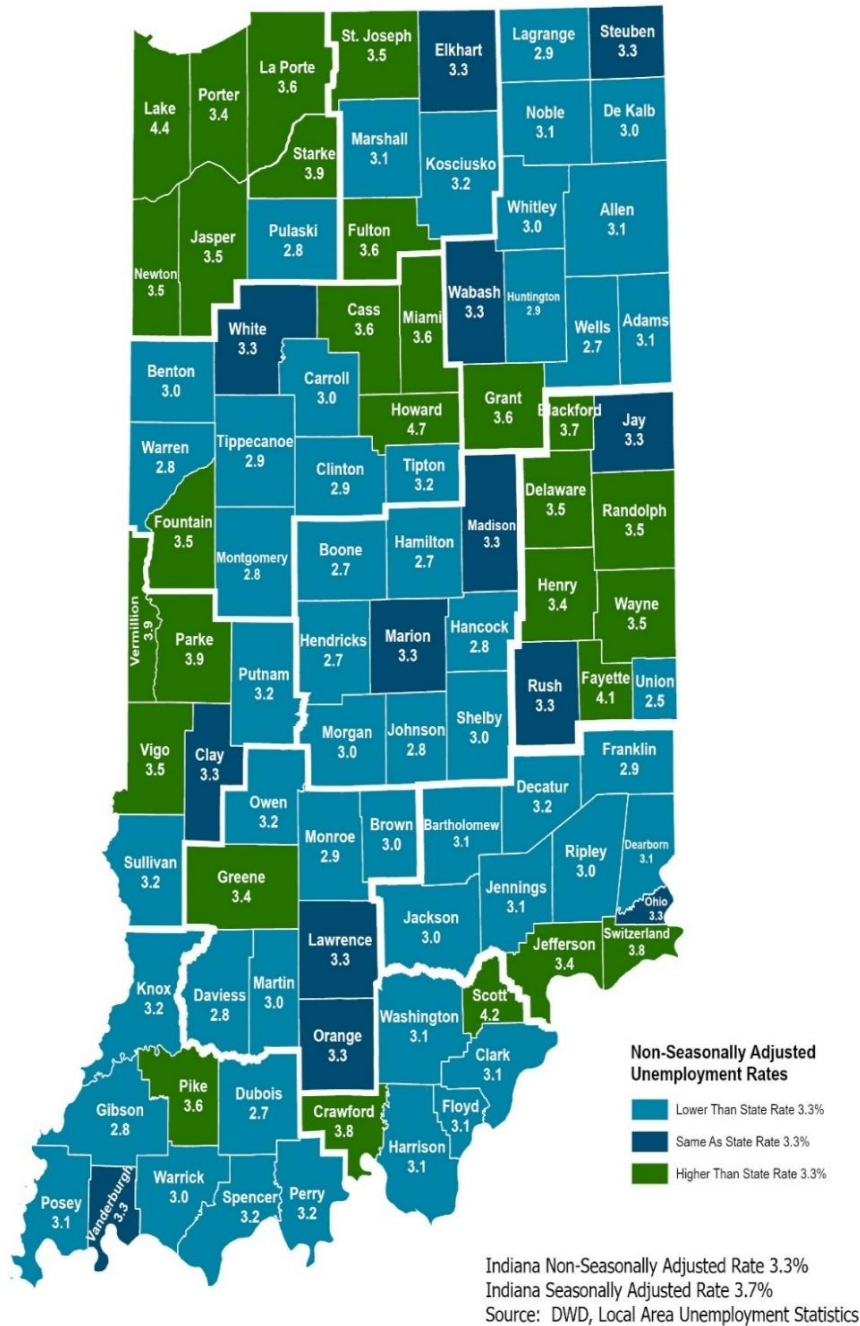 St. Joseph
3.5
Elkhart
3.3
Lagrange
2.9
Steuben
3.3
La Porte
3.6
Porter
3.4
Lake
4.4
Noble
3.1
De Kalb
3.0
Marshall
3.1
Starke
3.9
Kosciusko
3.2
Whitley
3.0
Allen
3.1
Pulaski
2.8
Fulton
3.6
Jasper
3.5
Newton
3.5
Wabash
3.3
Huntington
2.9
Wells
2.7
Adams
3.1
White
3.3
Cass
3.6
Miami
3.6
Benton
3.0
Carroll
3.0
Howard
4.7
Grant
3.6
Blackford
3.7
Jay
3.3
Warren
2.8
Tippecanoe
2.9
Clinton
2.9
Tipton
3.2
Delaware
3.5
Randolph
3.5
Fountain
3.5
Montgomery
2.8
Boone
2.7
Hamilton
2.7
Madison
3.3
Henry
3.4
Wayne
3.5
Vermillion
3.9
Parke
3.9
Putnam
3.2
Hendricks
2.7
Marion
3.3
Hancock
2.8
Rush
3.3
Fayette
4.1
Union
2.5
Vigo
3.5
Clay
3.3
Morgan
3.0
Johnson
2.8
Shelby
3.0
Franklin
2.9
Owen
3.2
Decatur
3.2
Monroe
2.9
Brown
3.0
Bartholomew
3.1
Sullivan
3.2
Greene
3.4
Ripley
3.0
Dearborn
3.1
Jennings
3.1
Ohio
3.3
Jackson
3.0
Lawrence
3.3
Jefferson
3.4
Switzerland
3.8
Knox
3.2
Daviess
2.8
Martin
3.0
Scott
4.2
Washington
3.1
Orange
3.3
Clark
3.1
Pike
3.6
Dubois
2.7
Gibson
2.8
Crawford
3.8
Floyd
3.1
Harrison
3.1
Posey
3.1
Vanderburgh
3.3
Warrick
3.0
Spencer
3.2
Perry
3.2
Non-Seasonally Adjusted
Unemployment Rates
Lower Than State Rate 3.3%
Same As State Rate 3.3%
Higher Than State Rate 3.3%
Indiana Non-Seasonally Adjusted Rate 3.3%
Indiana Seasonally Adjusted Rate 3.7%
Source: DWD, Local Area Unemployment Statistics